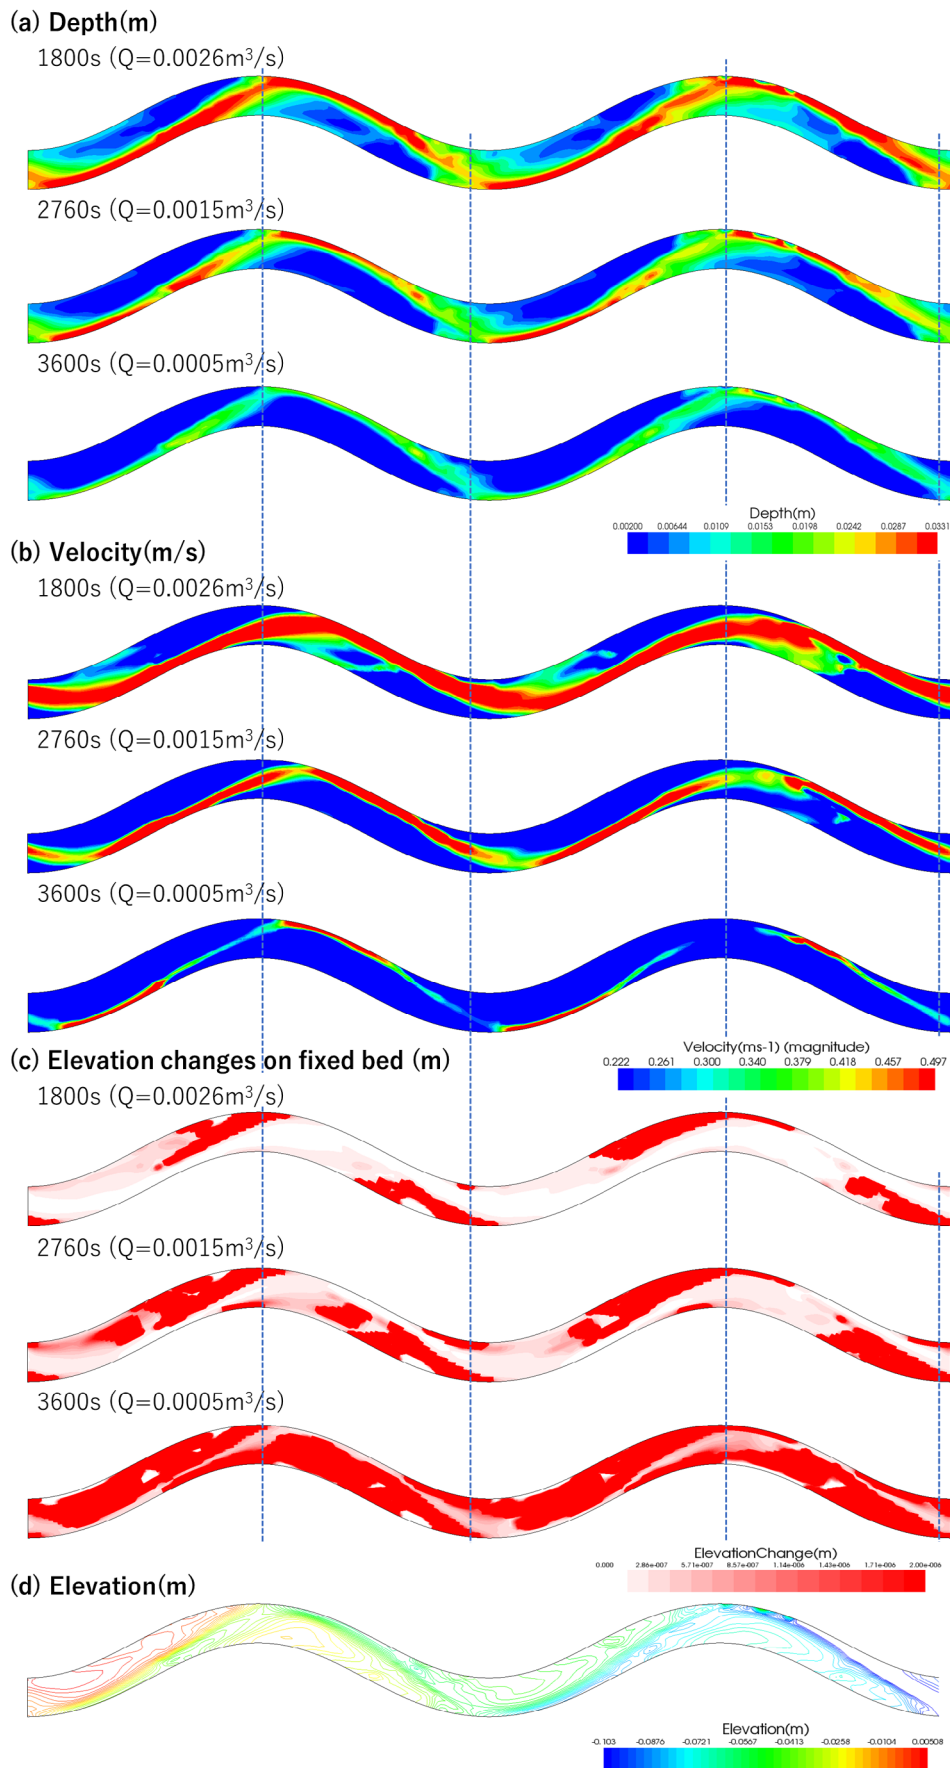 (a) Depth(m)
1800s (Q=0.0026m³/s)
2760s (Q=0.0015m³/s)
3600s (Q=0.0005m³/s)
Depth(m)
0.00200 0.00644 0.0109 0.0153 0.0198 0.0242 0.0287 0.0331
(b) Velocity(m/s)
1800s (Q=0.0026m³/s)
2760s (Q=0.0015m³/s)
3600s (Q=0.0005m³/s)
Velocity(ms-1) (magnitude)
0.222 0.261 0.300 0.340 0.379 0.418 0.457 0.497
(c) Elevation changes on fixed bed (m)
1800s (Q=0.0026m³/s)
2760s (Q=0.0015m³/s)
3600s (Q=0.0005m³/s)
ElevationChange(m)
0.000 2.86e-007 5.71e-007 8.57e-007 1.14e-006 1.43e-006 1.71e-006 2.00e-006
(d) Elevation(m)
Elevation(m)
-0.103 -0.0876 -0.0721 -0.0567 -0.0413 -0.0258 -0.0104 0.00508